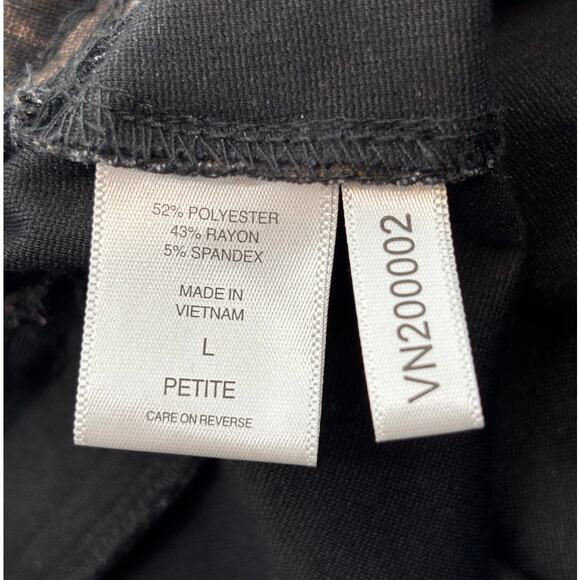 52% POLYESTER
43% RAYON
5% SPANDEX
MADE IN
VIETNAM
L
PETITE
CARE ON REVERSE
VN200002